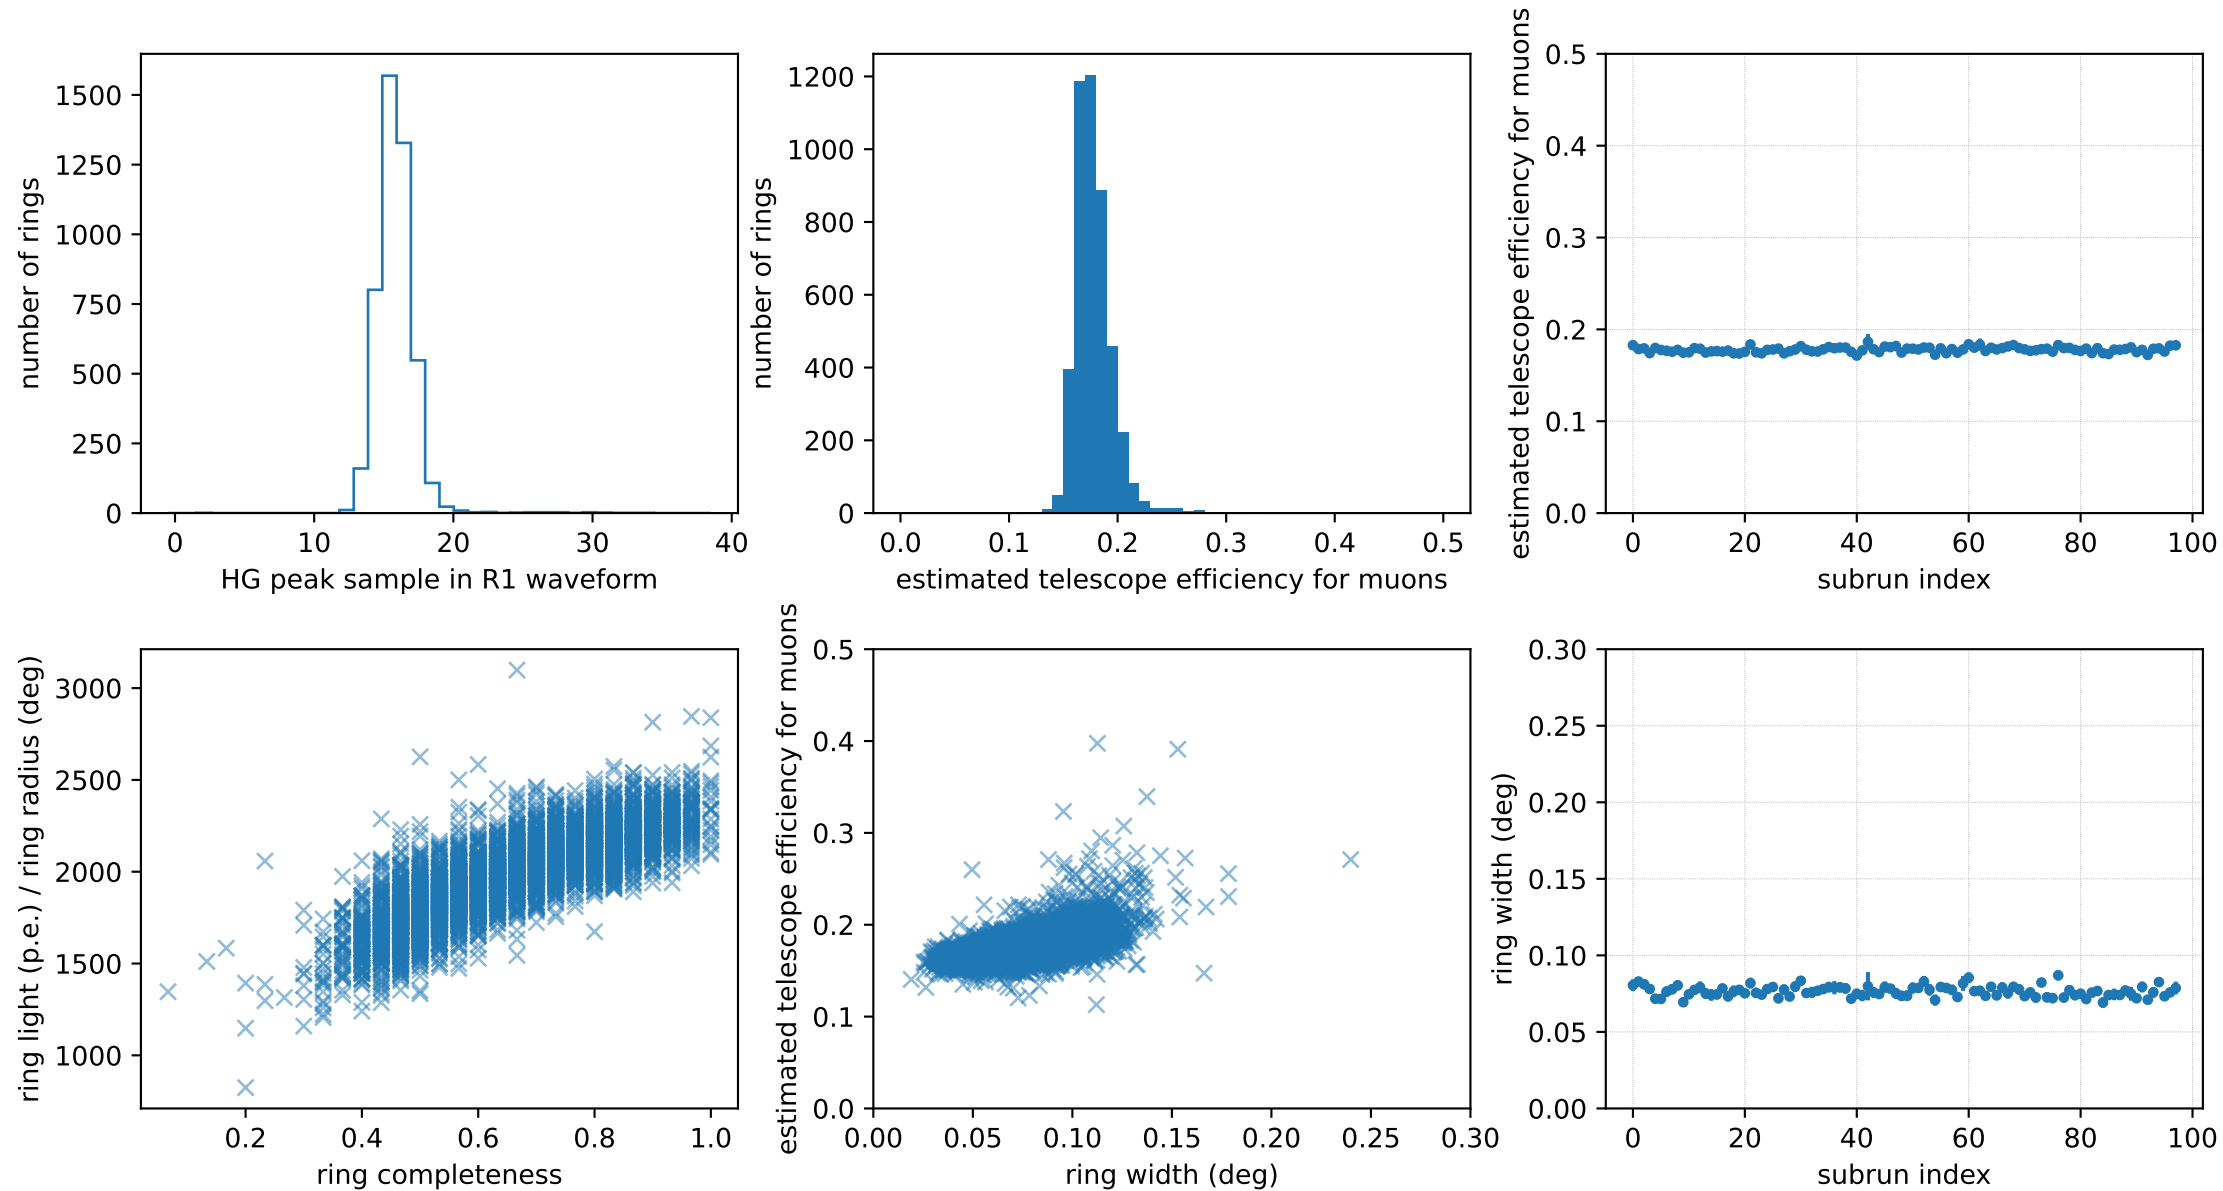 1500
1250
1000
750
500
250
0
number of rings
0 10 20 30 40
HG peak sample in R1 waveform
1200
1000
800
600
400
200
0
number of rings
0.0 0.1 0.2 0.3 0.4 0.5
estimated telescope efficiency for muons
0.5
0.4
0.3
0.2
0.1
0.0
estimated telescope efficiency for muons
0 20 40 60 80 100
subrun index
3000
2500
2000
1500
1000
ring light (p.e.) / ring radius (deg)
0.2 0.4 0.6 0.8 1.0
ring completeness
0.5
0.4
0.3
0.2
0.1
0.0
estimated telescope efficiency for muons
0.00 0.05 0.10 0.15 0.20 0.25 0.30
ring width (deg)
0.30
0.25
0.20
0.15
0.10
0.05
0.00
ring width (deg)
0 20 40 60 80 100
subrun index